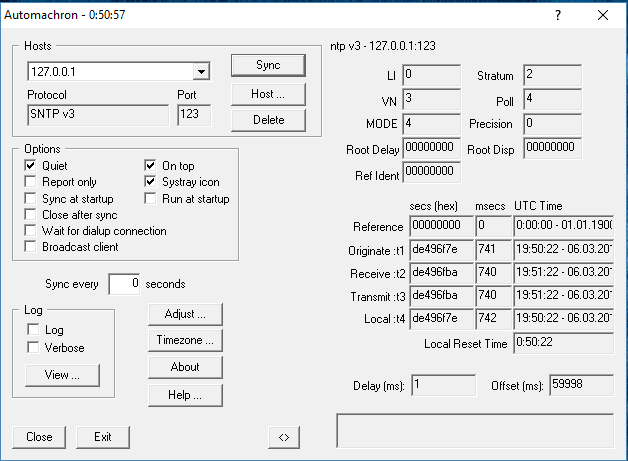 Automachron - 0:50:57
Hosts
127.0.0.1
Sync
Protocol Port
Host ...
SNTP v3 123
Delete
Options
Quiet On top
Report only Systray icon
Sync at startup Run at startup
Close after sync
Wait for dialup connection
Broadcast client
Sync every 0 seconds
Log
Log
Verbose
View ...
Adjust ...
Timezone ...
About
Help ...
Close Exit <>
ntp v3 - 127.0.0.1:123
LI 0 Stratum 2
VN 3 Poll 4
MODE 4 Precision 0
Root Delay 00000000 Root Disp 00000000
Ref Ident 00000000
secs (hex) msecs UTC Time
Reference 00000000 0 0:00:00 - 01.01.1900
Originate :t1 de496f7e 741 19:50:22 - 06.03.201
Receive :t2 de496fba 740 19:51:22 - 06.03.201
Transmit :t3 de496fba 740 19:51:22 - 06.03.201
Local :t4 de496f7e 742 19:50:22 - 06.03.201
Local Reset Time 0:50:22
Delay (ms): 1 Offset (ms): 59998